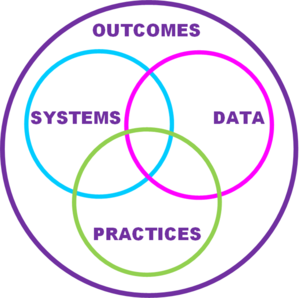 OUTCOMES
SYSTEMS
DATA
PRACTICES